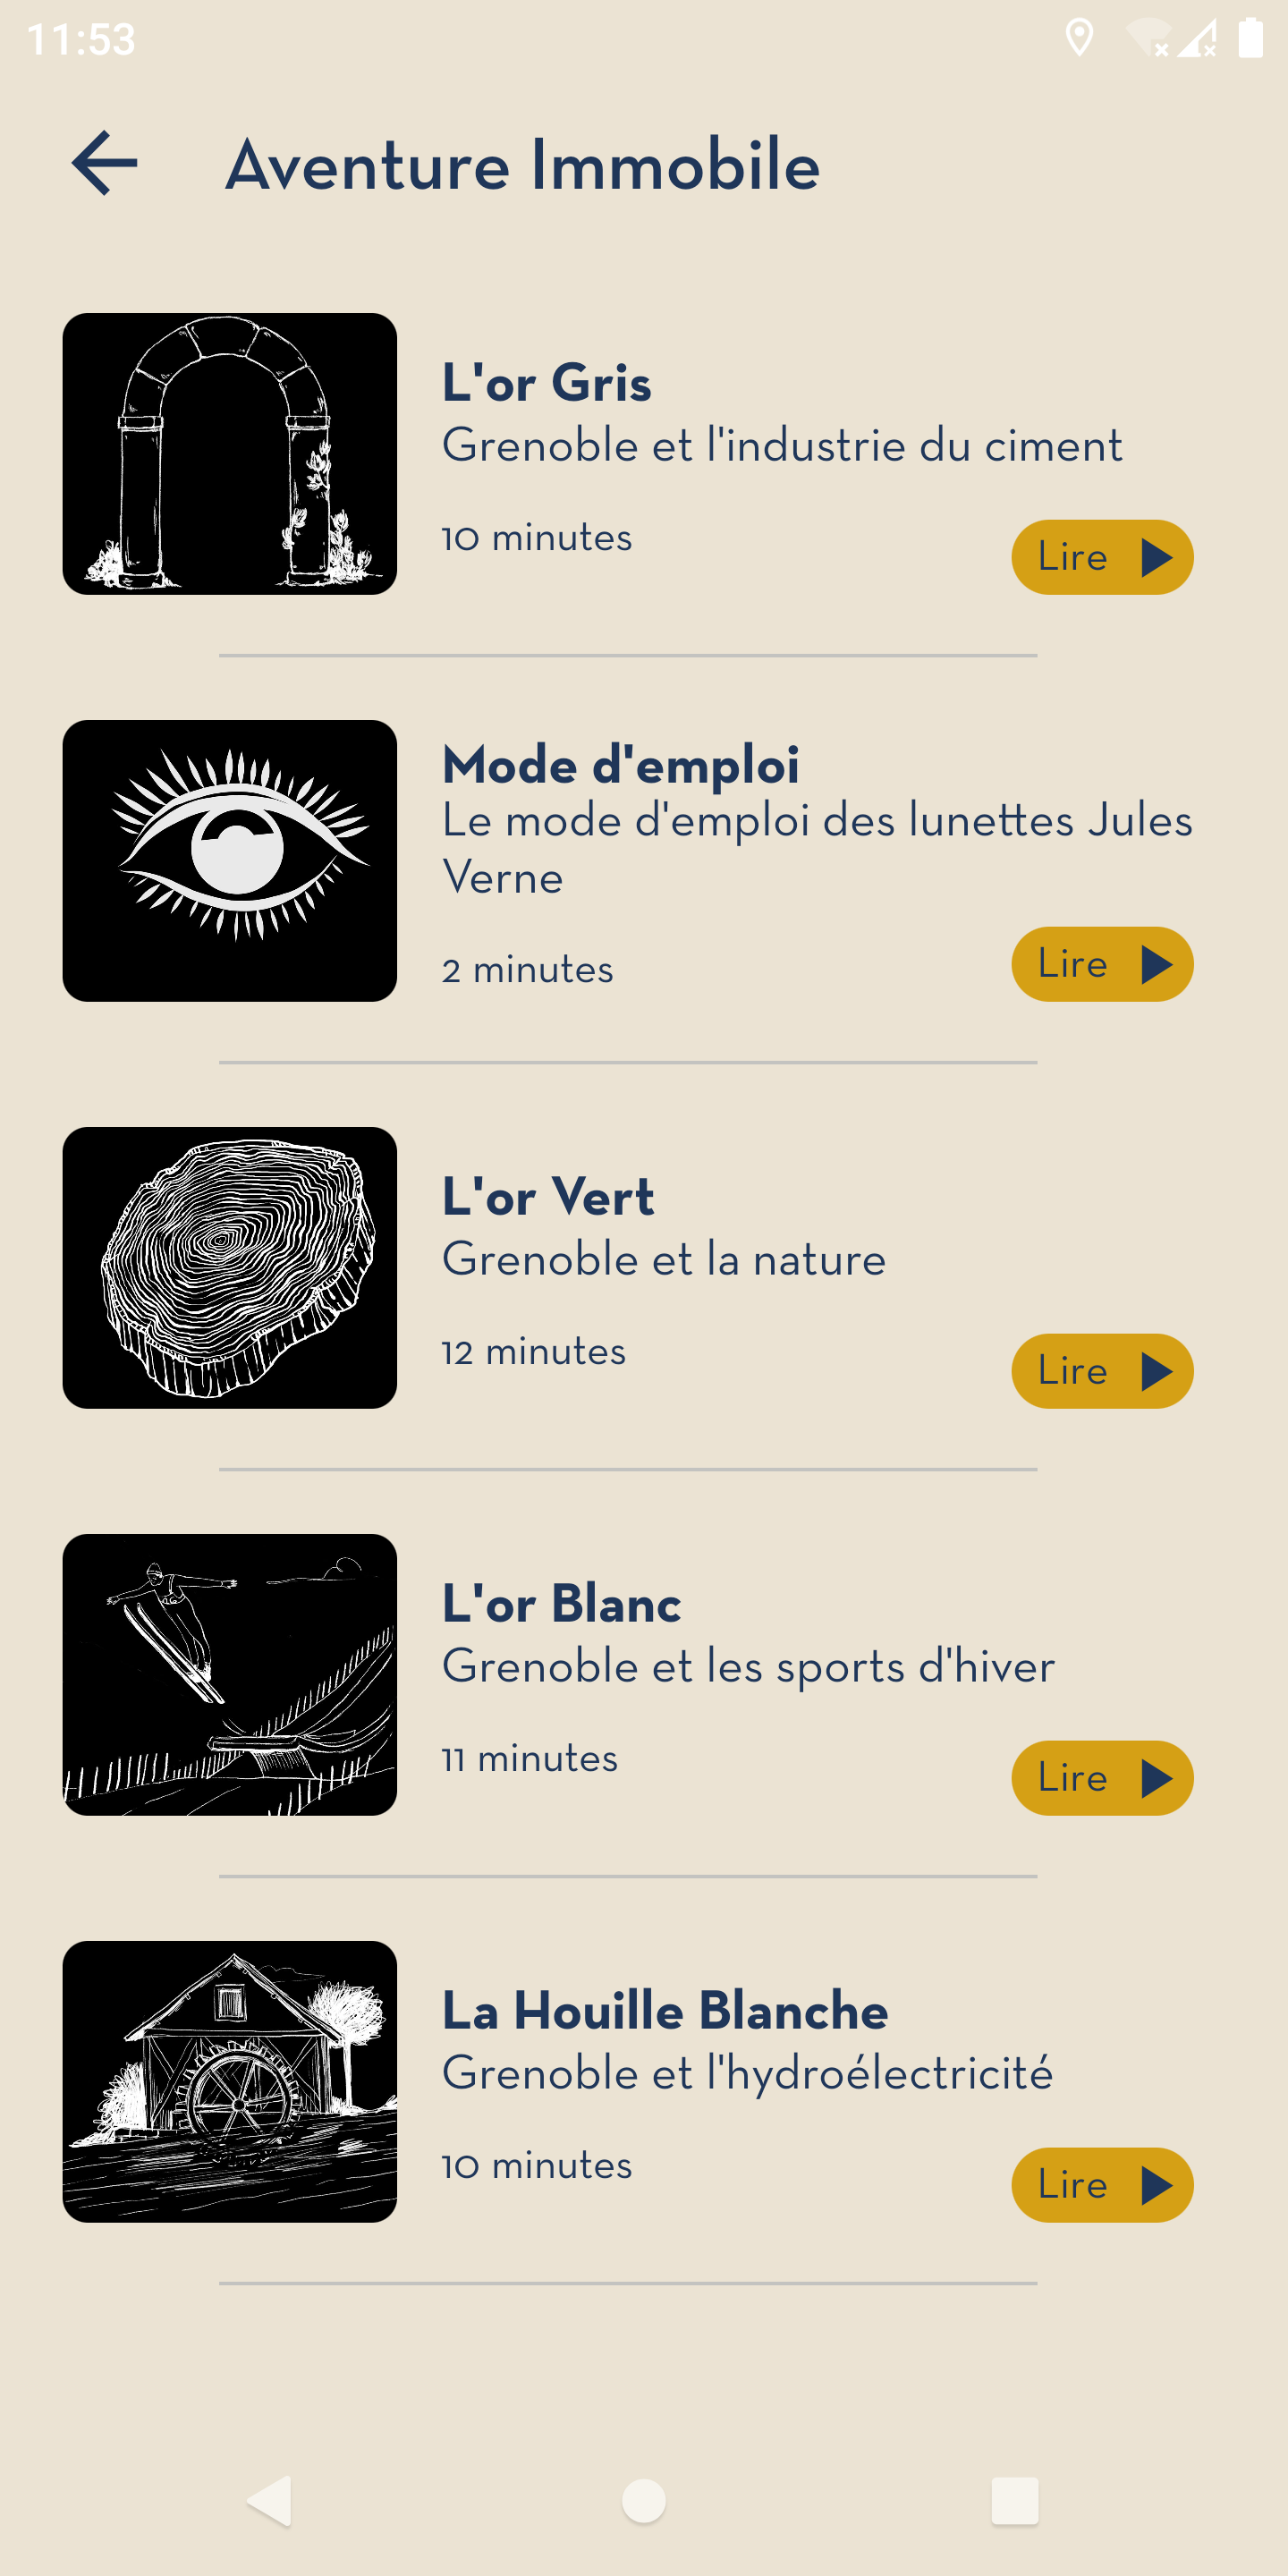 11:53
Aventure Immobile
L'or Gris
Grenoble et l'industrie du ciment
10 minutes
Lire
Mode d'emploi
Le mode d'emploi des lunettes Jules
Verne
2 minutes
Lire
L'or Vert
Grenoble et la nature
12 minutes
Lire
L'or Blanc
Grenoble et les sports d'hiver
11 minutes
Lire
La Houille Blanche
Grenoble et l'hydroélectricité
10 minutes
Lire